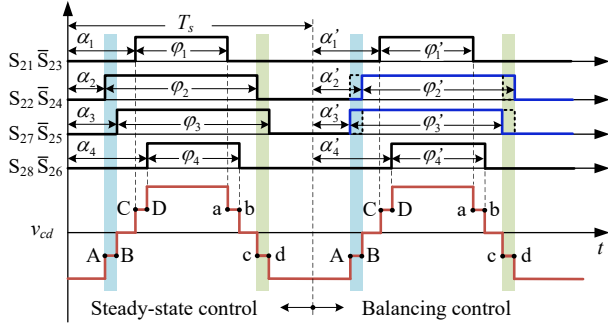 T_s
α_1 φ_1 α_1' φ_1'
S_21 S̅_23
α_2 φ_2 α_2' φ_2'
S_22 S̅_24
α_3 φ_3 α_3' φ_3'
S_27 S̅_25
α_4 φ_4 α_4' φ_4'
S_28 S̅_26
C D a b C D a b
v_cd
t
A B c d A B c d
Steady-state control Balancing control